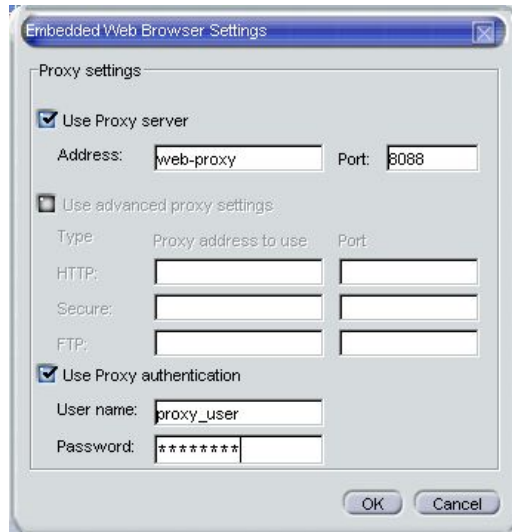 Embedded Web Browser Settings
Proxy settings
Use Proxy server
Address: web-proxy Port: 8088
Use advanced proxy settings
Type Proxy address to use Port
HTTP:
Secure:
FTP:
Use Proxy authentication
User name: proxy_user
Password: ********
OK Cancel